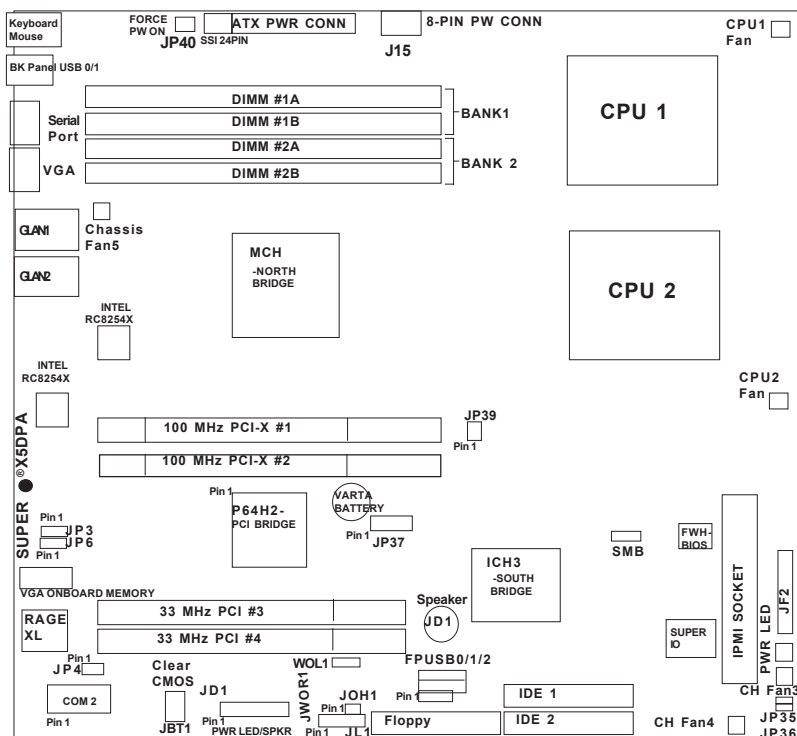 Keyboard
Mouse
FORCE
PW ON
JP40
SSI 24PIN
ATX PWR CONN
8-PIN PW CONN
J15
CPU1
Fan
BK Panel USB 0/1
DIMM #1A
DIMM #1B
BANK1
DIMM #2A
DIMM #2B
BANK 2
CPU 1
Serial
Port
VGA
GLAN1
Chassis
Fan5
GLAN2
MCH
-NORTH
BRIDGE
CPU 2
INTEL
RC8254X
INTEL
RC8254X
CPU2
Fan
100 MHz PCI-X #1
JP39
Pin 1
100 MHz PCI-X #2
SUPER ®X5DPA
Pin 1
P64H2-
PCI BRIDGE
VARTA
BATTERY
Pin 1
JP37
Pin 1
JP3
JP6
Pin 1
SMB
FWH-
BIOS
ICH3
-SOUTH
BRIDGE
IPMI SOCKET
JF2
VGA ONBOARD MEMORY
RAGE
XL
33 MHz PCI #3
Speaker
JD1
33 MHz PCI #4
SUPER
IO
PWR LED
Pin 1
JP4
Clear
CMOS
WOL1
FPUSB0/1/2
Pin 1
COM 2
Pin 1
JBT1
JD1
Pin 1
PWR LED/SPKR
JWOR1
JOH1
Pin 1
Pin 1
JL1
Floppy
IDE 1
IDE 2
CH Fan3
CH Fan4
JP35
JP36